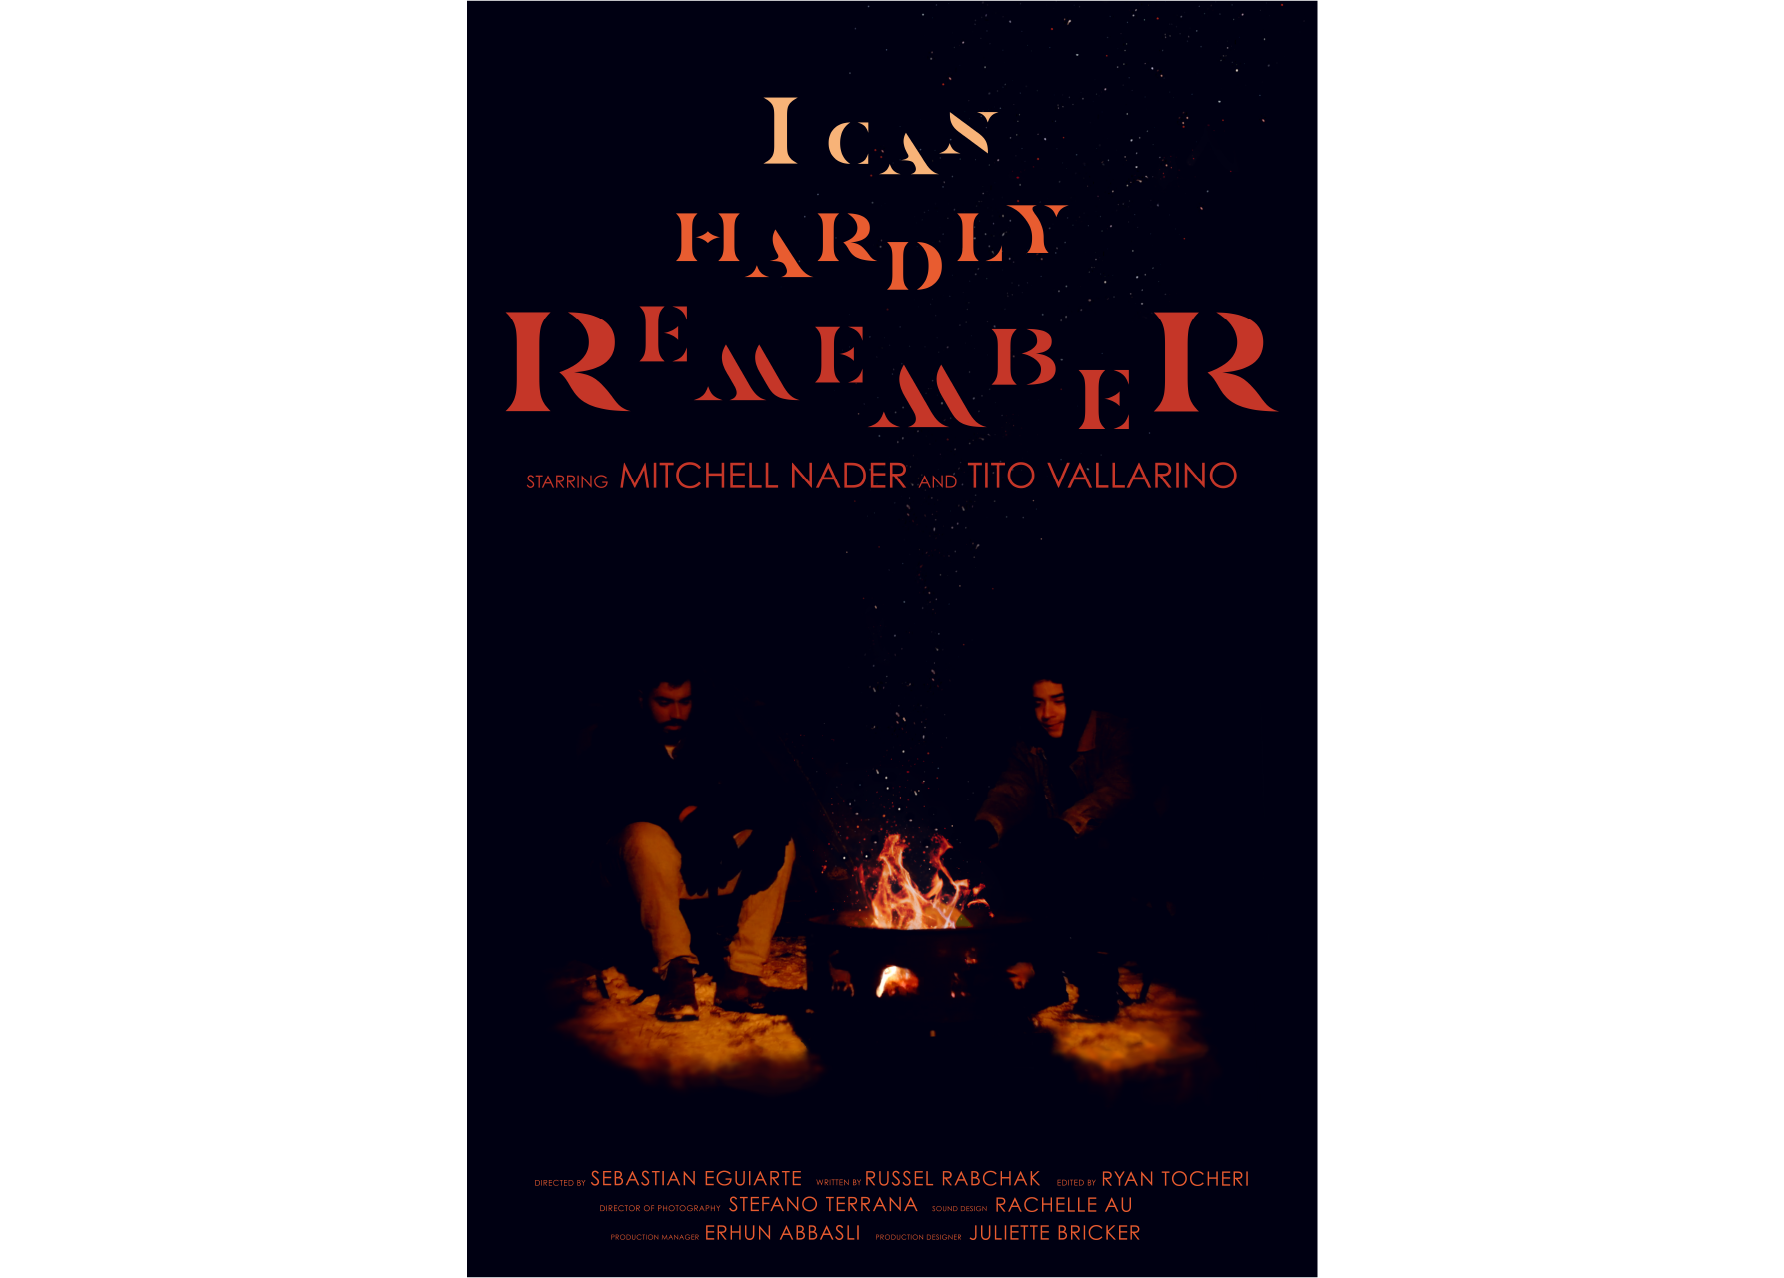 I CAN
HARDLY
REMEMBER
STARRING MITCHELL NADER AND TITO VALLARINO
DIRECTED BY SEBASTIAN EGUIARTE WRITTEN BY RUSSEL RABCHAK EDITED BY RYAN TOCHERI
DIRECTOR OF PHOTOGRAPHY STEFANO TERRANA SOUND DESIGN RACHELLE AU
PRODUCTION MANAGER ERHUN ABBASLI PRODUCTION DESIGNER JULIETTE BRICKER